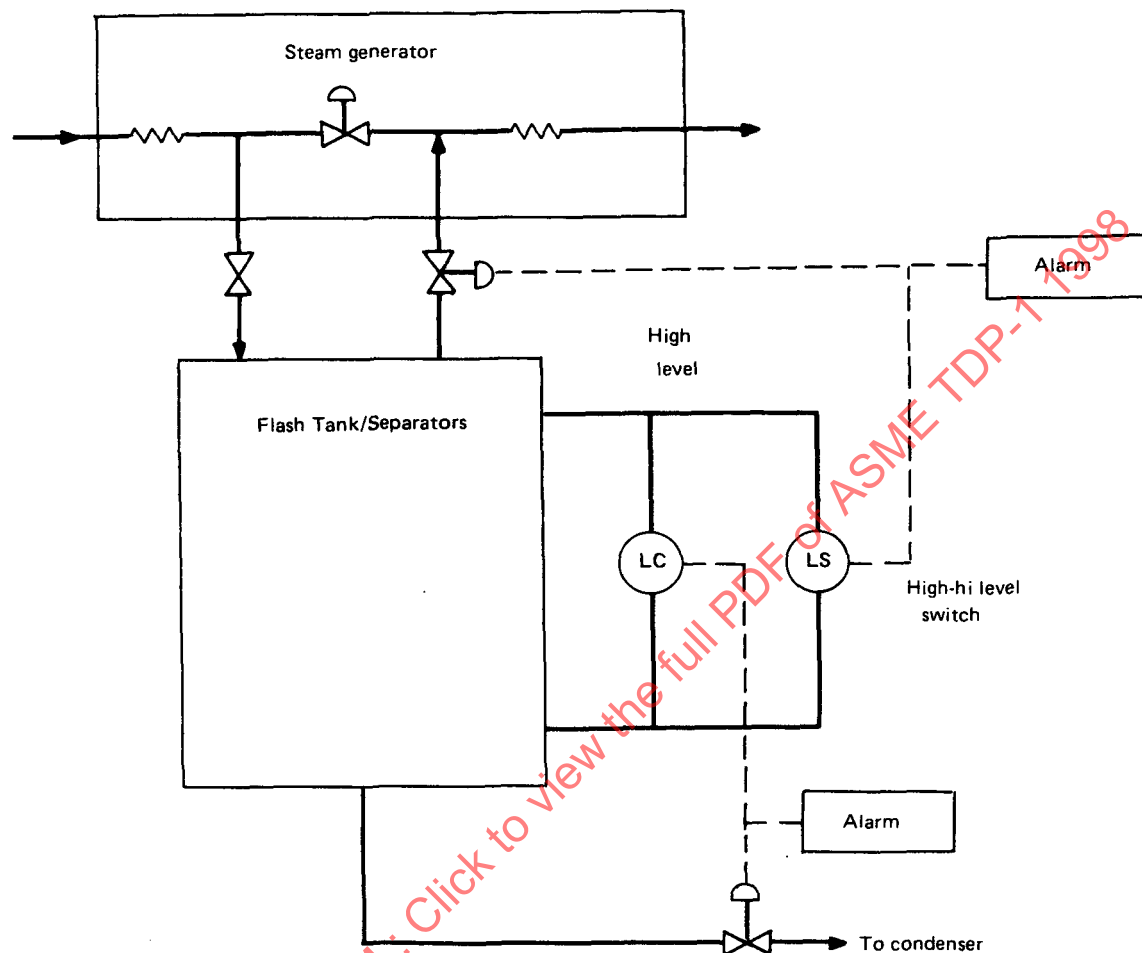 Steam generator
Alarm
High
level
Flash Tank/Separators
LC
LS
High-hi level
switch
Alarm
To condenser
: Click to view the full PDF of ASME TDP-1 1998